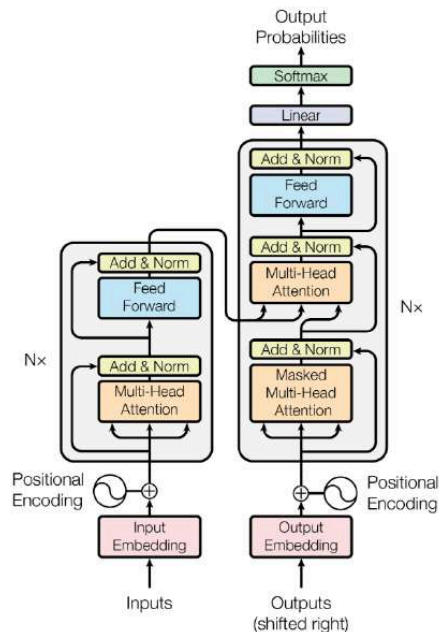 Output
Probabilities
Softmax
Linear
Add & Norm
Feed
Forward
Add & Norm
Multi-Head
Attention
Nx
Add & Norm
Masked
Multi-Head
Attention
Positional
Encoding
Output
Embedding
Outputs
(shifted right)
Add & Norm
Feed
Forward
Nx
Add & Norm
Multi-Head
Attention
Positional
Encoding
Input
Embedding
Inputs